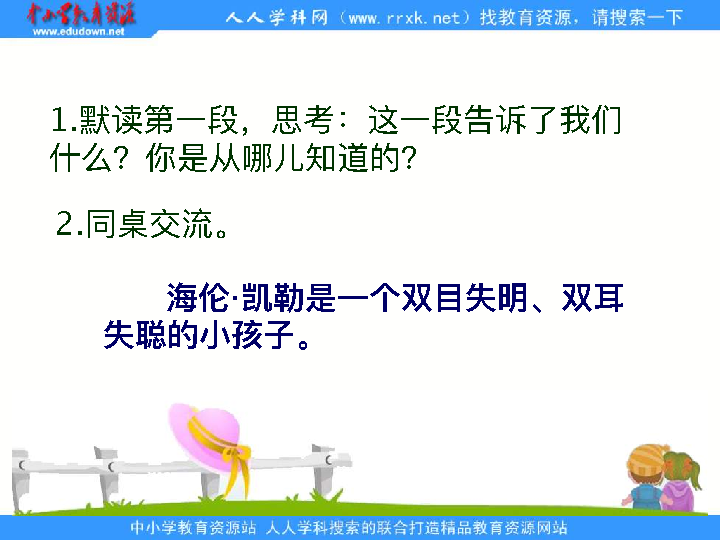 中小学教育资源
www.edudown.net
人人学科网（www.rrxk.net）找教育资源，请搜索一下
1.默读第一段，思考：这一段告诉了我们
什么？你是从哪儿知道的？
2.同桌交流。
海伦·凯勒是一个双目失明、双耳
失聪的小孩子。
中小学教育资源站 人人学科搜索的联合打造精品教育资源网站